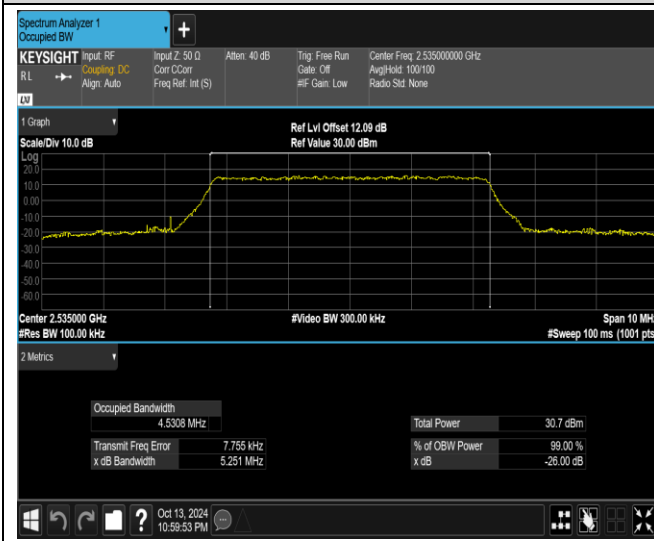 Spectrum Analyzer 1
Occupied BW
KEYSIGHT
RL
LXI
Input: RF
Coupling: DC
Align: Auto
Input Z: 50 Ω
Corr CCorr
Freq Ref: Int (S)
Atten: 40 dB
Trig: Free Run
Gate: Off
#IF Gain: Low
Center Freq: 2.535000000 GHz
Avg|Hold: 100/100
Radio Std: None
1 Graph
Scale/Div 10.0 dB
Ref Lvl Offset 12.09 dB
Ref Value 30.00 dBm
Log
20.0
10.0
0.00
-10.0
-20.0
-30.0
-40.0
-50.0
-60.0
Center 2.535000 GHz
#Res BW 100.00 kHz
#Video BW 300.00 kHz
Span 10 MHz
#Sweep 100 ms (1001 pts
2 Metrics
Occupied Bandwidth
4.5308 MHz
Transmit Freq Error 7.755 kHz
x dB Bandwidth 5.251 MHz
Total Power 30.7 dBm
% of OBW Power 99.00 %
x dB -26.00 dB
?
Oct 13, 2024
10:59:53 PM